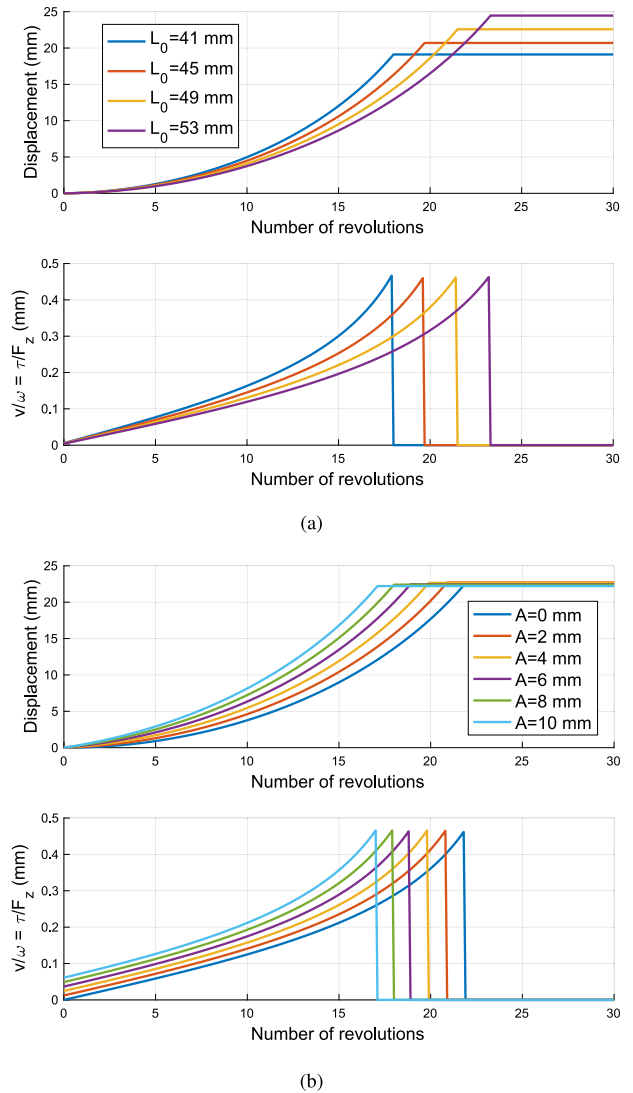 25
20
15
10
5
0
Displacement (mm)
L0=41 mm
L0=45 mm
L0=49 mm
L0=53 mm
0 5 10 15 20 25 30
Number of revolutions
0.5
0.4
0.3
0.2
0.1
0
v/ω = τ/Fz (mm)
0 5 10 15 20 25 30
Number of revolutions
(a)
25
20
15
10
5
0
Displacement (mm)
A=0 mm
A=2 mm
A=4 mm
A=6 mm
A=8 mm
A=10 mm
0 5 10 15 20 25 30
Number of revolutions
0.5
0.4
0.3
0.2
0.1
0
v/ω = τ/Fz (mm)
0 5 10 15 20 25 30
Number of revolutions
(b)